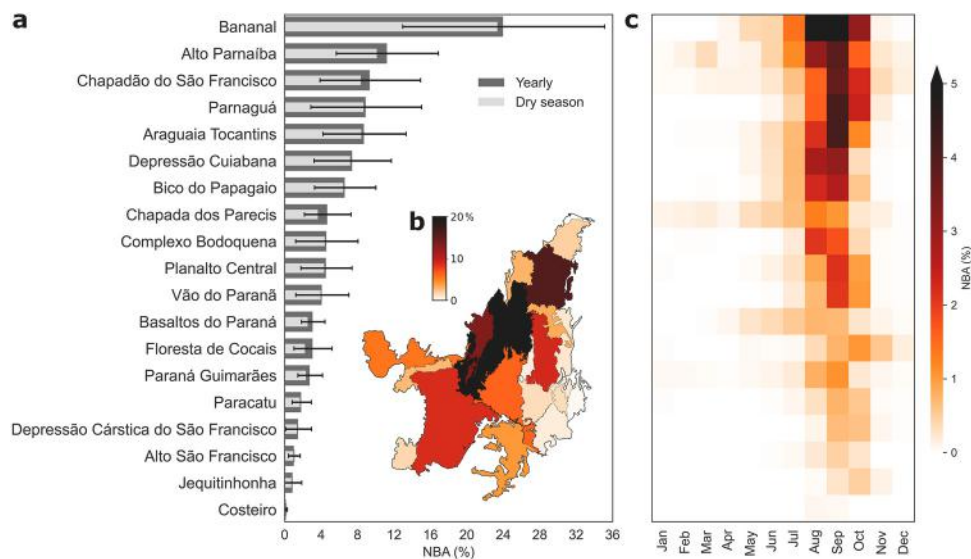 a
Bananal
Alto Parnaíba
Chapadão do São Francisco
Parnaguá
Araguaia Tocantins
Depressão Cuiabana
Bico do Papagaio
Chapada dos Parecis
Complexo Bodoquena
Planalto Central
Vão do Paranã
Basaltos do Paraná
Floresta de Cocais
Paraná Guimarães
Paracatu
Depressão Cárstica do São Francisco
Alto São Francisco
Jequitinhonha
Costeiro
0 4 8 12 16 20 24 28 32 36
NBA (%)
Yearly
Dry season
b
20 %
10
0
c
Jan Feb Mar Apr May Jun Jul Aug Sep Oct Nov Dec
5
4
3
2
1
0
NBA (%)